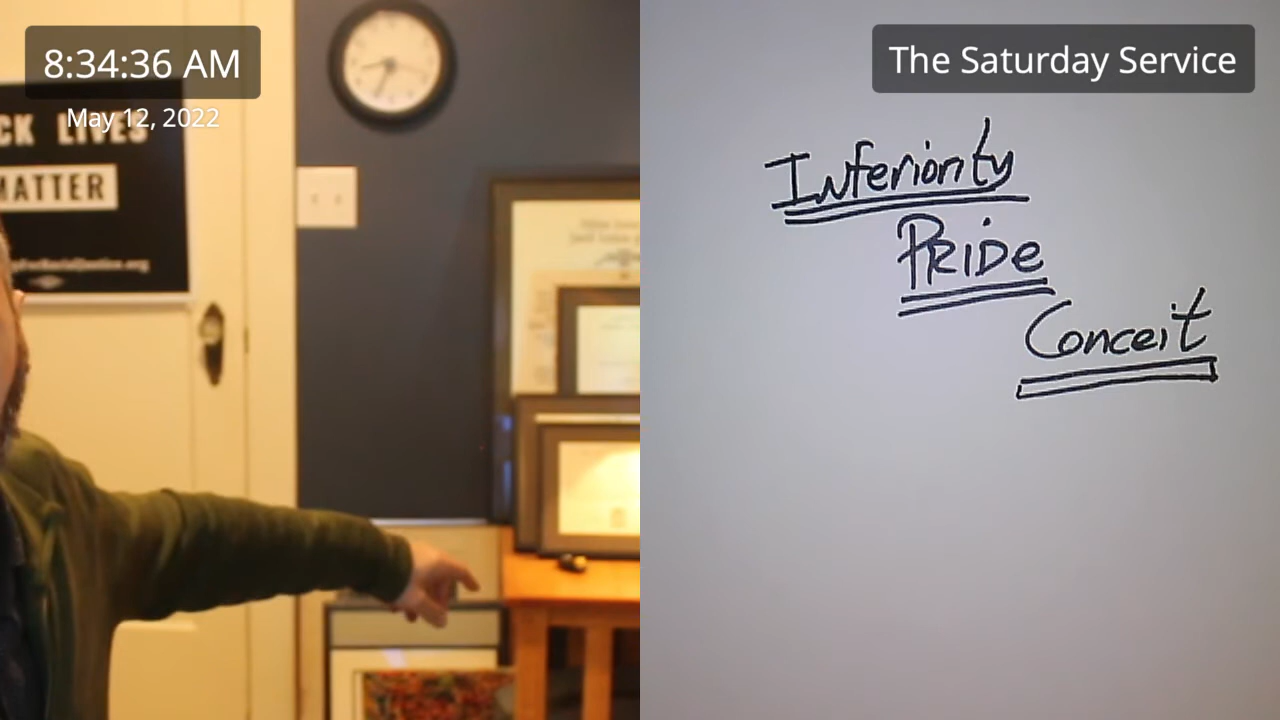 8:34:36 AM
May 12, 2022
CK LIVES
MATTER
The Saturday Service
Inferiority
PRIDe
Conceit